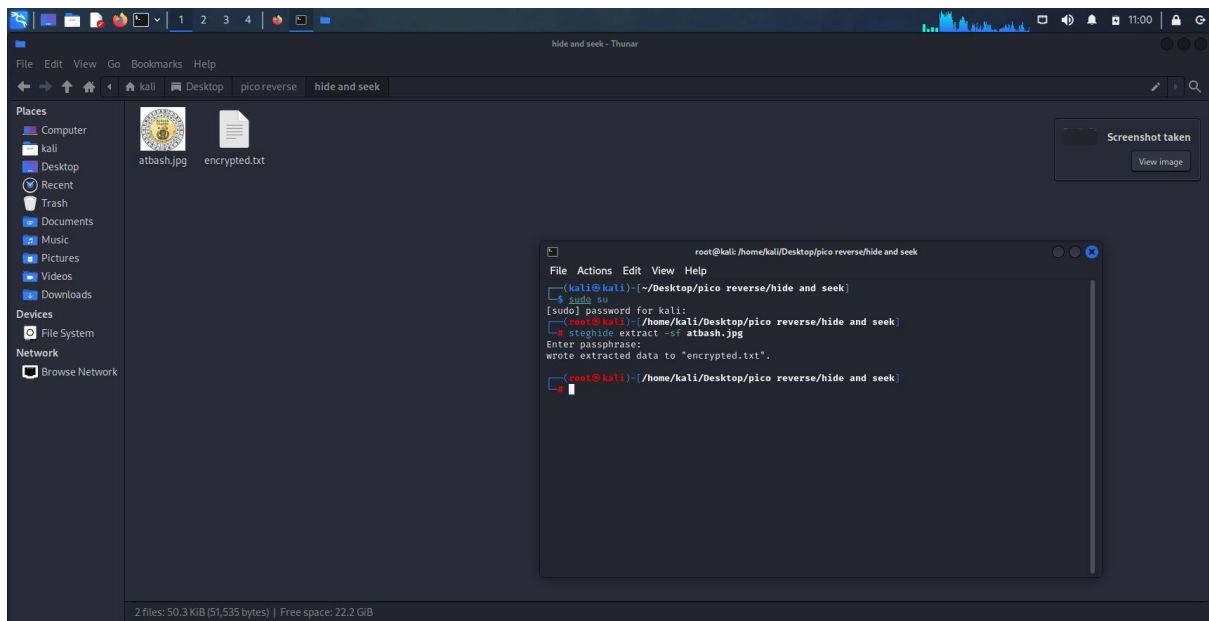 1 2 3 4
11:00
hide and seek - Thunar
File Edit View Go Bookmarks Help
kali Desktop pico reverse hide and seek
Places
Computer
kali
Desktop
Recent
Trash
Documents
Music
Pictures
Videos
Downloads
Devices
File System
Network
Browse Network
atbash.jpg encrypted.txt
Screenshot taken
View image
root@kali: /home/kali/Desktop/pico reverse/hide and seek
File Actions Edit View Help
┌──(kali㉿kali)-[~/Desktop/pico reverse/hide and seek]
└─$ sudo su
[sudo] password for kali:
┌──(root㉿kali)-[/home/kali/Desktop/pico reverse/hide and seek]
└─# steghide extract -sf atbash.jpg
Enter passphrase:
wrote extracted data to "encrypted.txt".
┌──(root㉿kali)-[/home/kali/Desktop/pico reverse/hide and seek]
└─#
2 files: 50.3 KiB (51,535 bytes) | Free space: 22.2 GiB